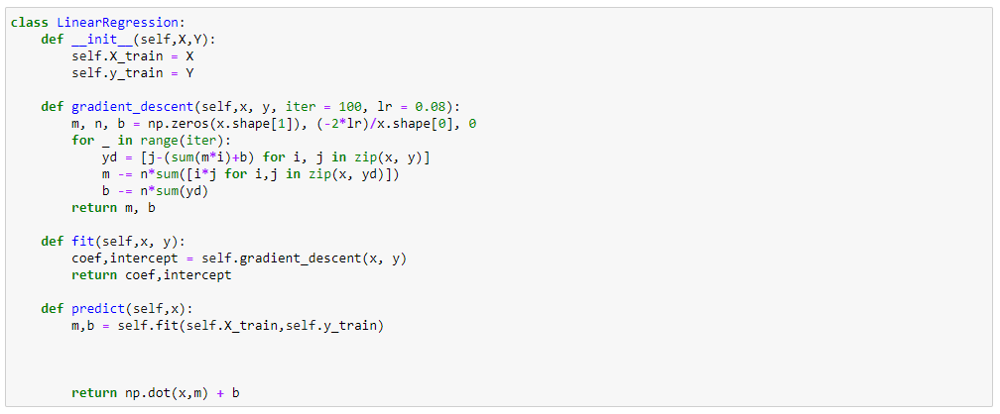 class LinearRegression:
    def __init__(self,X,Y):
        self.X_train = X
        self.y_train = Y
    def gradient_descent(self,x, y, iter = 100, lr = 0.08):
        m, n, b = np.zeros(x.shape[1]), (-2*lr)/x.shape[0], 0
        for _ in range(iter):
            yd = [j-(sum(m*i)+b) for i, j in zip(x, y)]
            m -= n*sum([i*j for i,j in zip(x, yd)])
            b -= n*sum(yd)
        return m, b
    def fit(self,x, y):
        coef,intercept = self.gradient_descent(x, y)
        return coef,intercept
    def predict(self,x):
        m,b = self.fit(self.X_train,self.y_train)
        return np.dot(x,m) + b